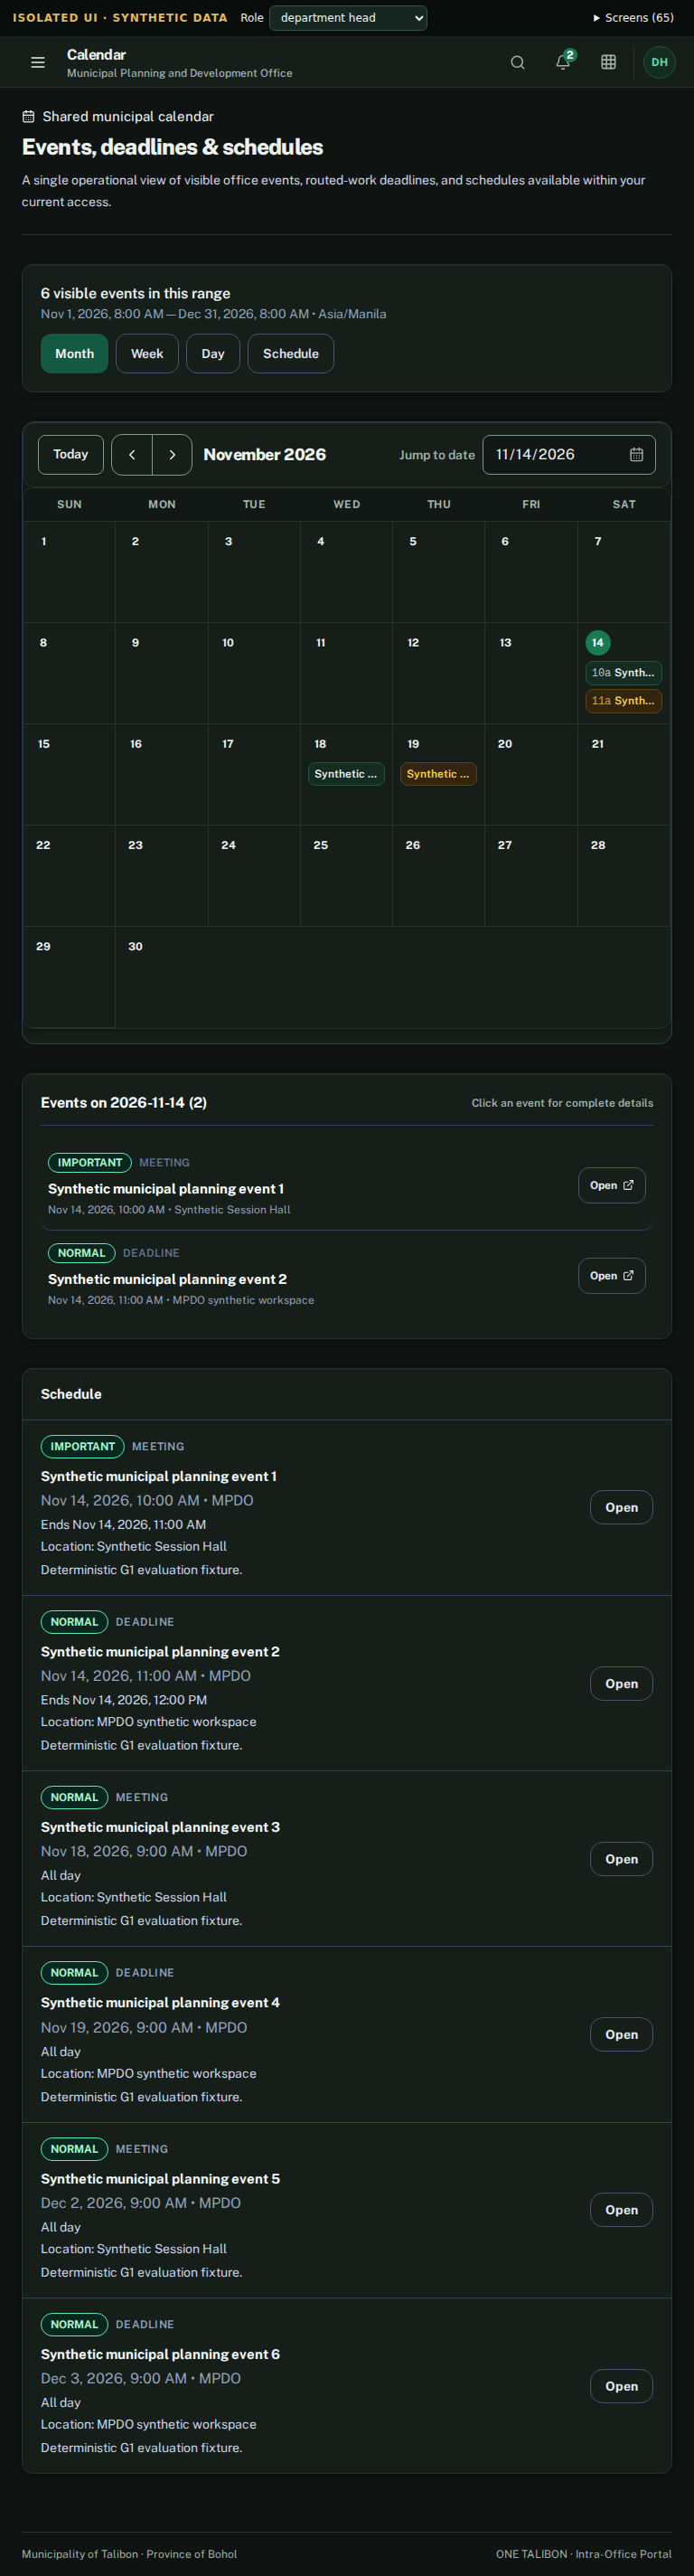 ISOLATED UI · SYNTHETIC DATA Role department head Screens (65)
Calendar
Municipal Planning and Development Office
2
DH
Shared municipal calendar
Events, deadlines & schedules
A single operational view of visible office events, routed-work deadlines, and schedules available within your
current access.
6 visible events in this range
Nov 1, 2026, 8:00 AM — Dec 31, 2026, 8:00 AM • Asia/Manila
Month Week Day Schedule
Today November 2026 Jump to date 11/14/2026
SUN MON TUE WED THU FRI SAT
1 2 3 4 5 6 7
8 9 10 11 12 13 14
10a Synth...
11a Synth...
15 16 17 18 19 20 21
Synthetic ... Synthetic ...
22 23 24 25 26 27 28
29 30
Events on 2026-11-14 (2) Click an event for complete details
IMPORTANT MEETING
Synthetic municipal planning event 1
Nov 14, 2026, 10:00 AM • Synthetic Session Hall
Open
NORMAL DEADLINE
Synthetic municipal planning event 2
Nov 14, 2026, 11:00 AM • MPDO synthetic workspace
Open
Schedule
IMPORTANT MEETING
Synthetic municipal planning event 1
Nov 14, 2026, 10:00 AM • MPDO
Ends Nov 14, 2026, 11:00 AM
Location: Synthetic Session Hall
Deterministic G1 evaluation fixture.
Open
NORMAL DEADLINE
Synthetic municipal planning event 2
Nov 14, 2026, 11:00 AM • MPDO
Ends Nov 14, 2026, 12:00 PM
Location: MPDO synthetic workspace
Deterministic G1 evaluation fixture.
Open
NORMAL MEETING
Synthetic municipal planning event 3
Nov 18, 2026, 9:00 AM • MPDO
All day
Location: Synthetic Session Hall
Deterministic G1 evaluation fixture.
Open
NORMAL DEADLINE
Synthetic municipal planning event 4
Nov 19, 2026, 9:00 AM • MPDO
All day
Location: MPDO synthetic workspace
Deterministic G1 evaluation fixture.
Open
NORMAL MEETING
Synthetic municipal planning event 5
Dec 2, 2026, 9:00 AM • MPDO
All day
Location: Synthetic Session Hall
Deterministic G1 evaluation fixture.
Open
NORMAL DEADLINE
Synthetic municipal planning event 6
Dec 3, 2026, 9:00 AM • MPDO
All day
Location: MPDO synthetic workspace
Deterministic G1 evaluation fixture.
Open
Municipality of Talibon · Province of Bohol ONE TALIBON · Intra-Office Portal